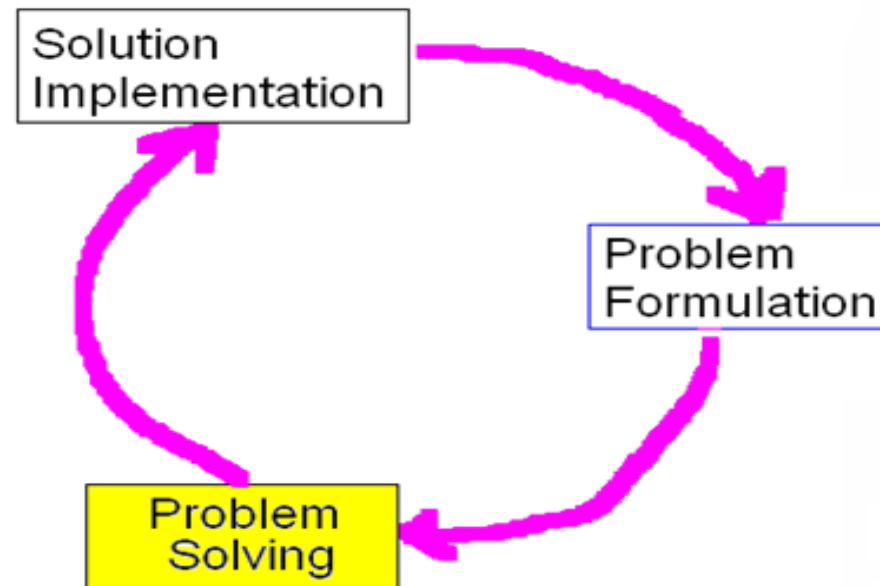 Solution
Implementation
Problem
Formulation
Problem
Solving